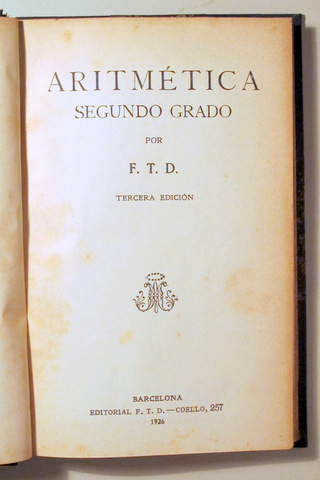 ARITMÉTICA
SEGUNDO GRADO
POR
F. T. D.
TERCERA EDICIÓN
BARCELONA
EDITORIAL F. T. D.—COELLO, 257
1926